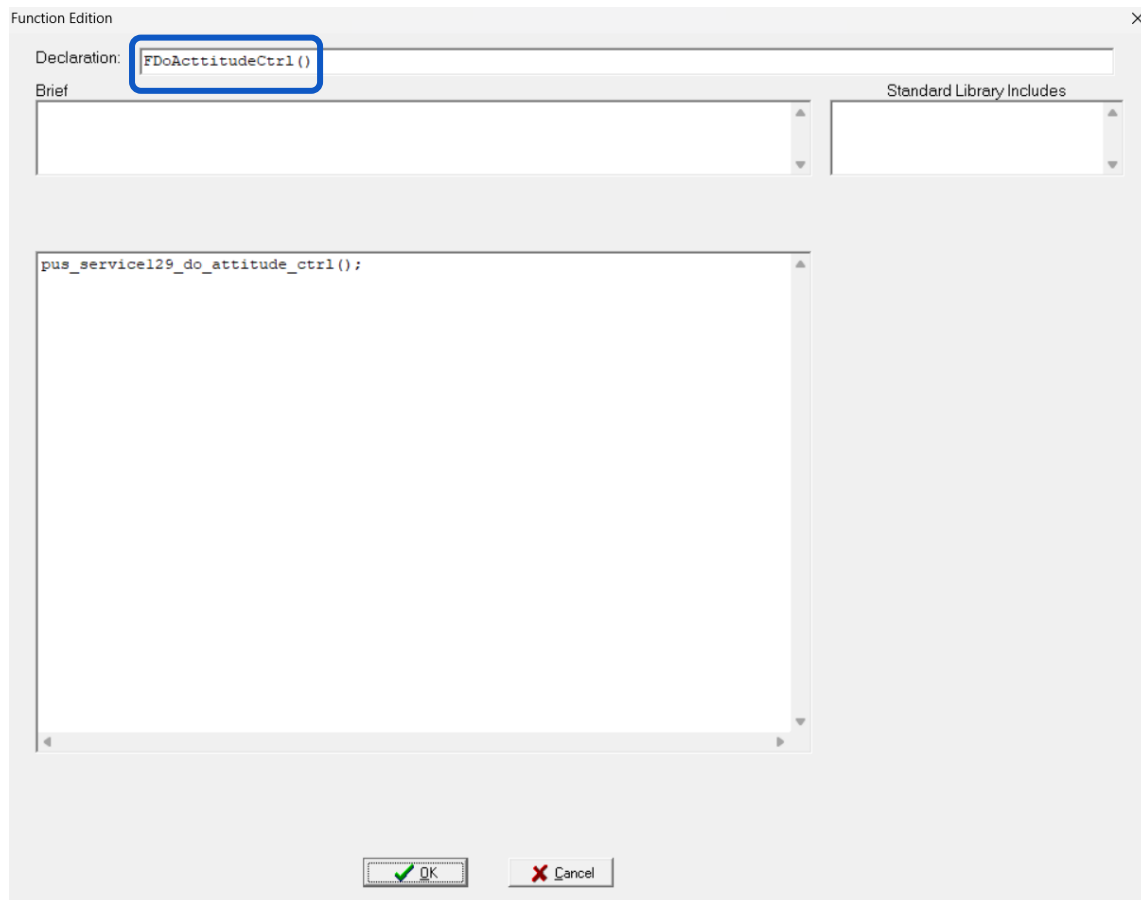 Function Edition
Declaration: FDoActtitudeCtrl()
Brief
Standard Library Includes
pus_service129_do_attitude_ctrl();
OK
Cancel